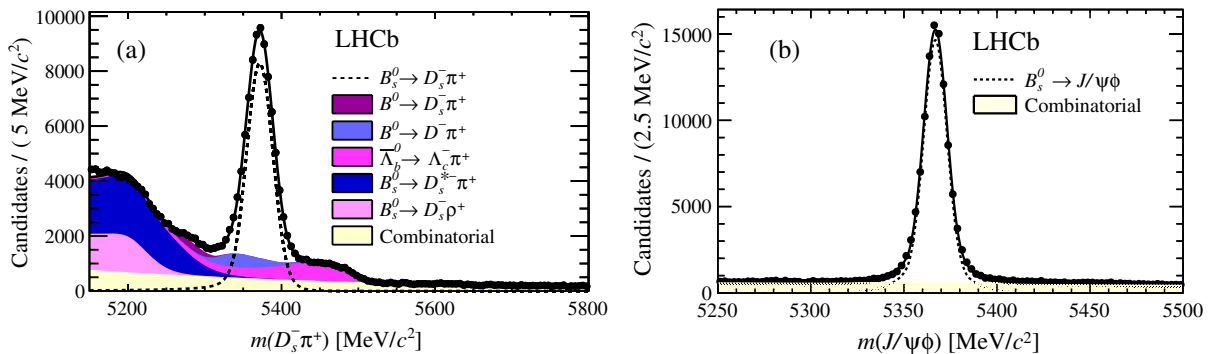 (a)
LHCb
Candidates / ( 5 MeV/c²)
10000
8000
6000
4000
2000
0
B⁰ₛ → D⁻ₛπ⁺
B⁰ → D⁻ₛπ⁺
B⁰ → D⁻π⁺
Λ̅⁰_b → Λ⁻_cπ⁺
B⁰ₛ → D*⁻ₛπ⁺
B⁰ₛ → D⁻ₛρ⁺
Combinatorial
5200 5400 5600 5800
m(D⁻ₛπ⁺) [MeV/c²]
(b)
LHCb
Candidates / (2.5 MeV/c²)
15000
10000
5000
0
B⁰ₛ → J/ψϕ
Combinatorial
5250 5300 5350 5400 5450 5500
m(J/ψϕ) [MeV/c²]